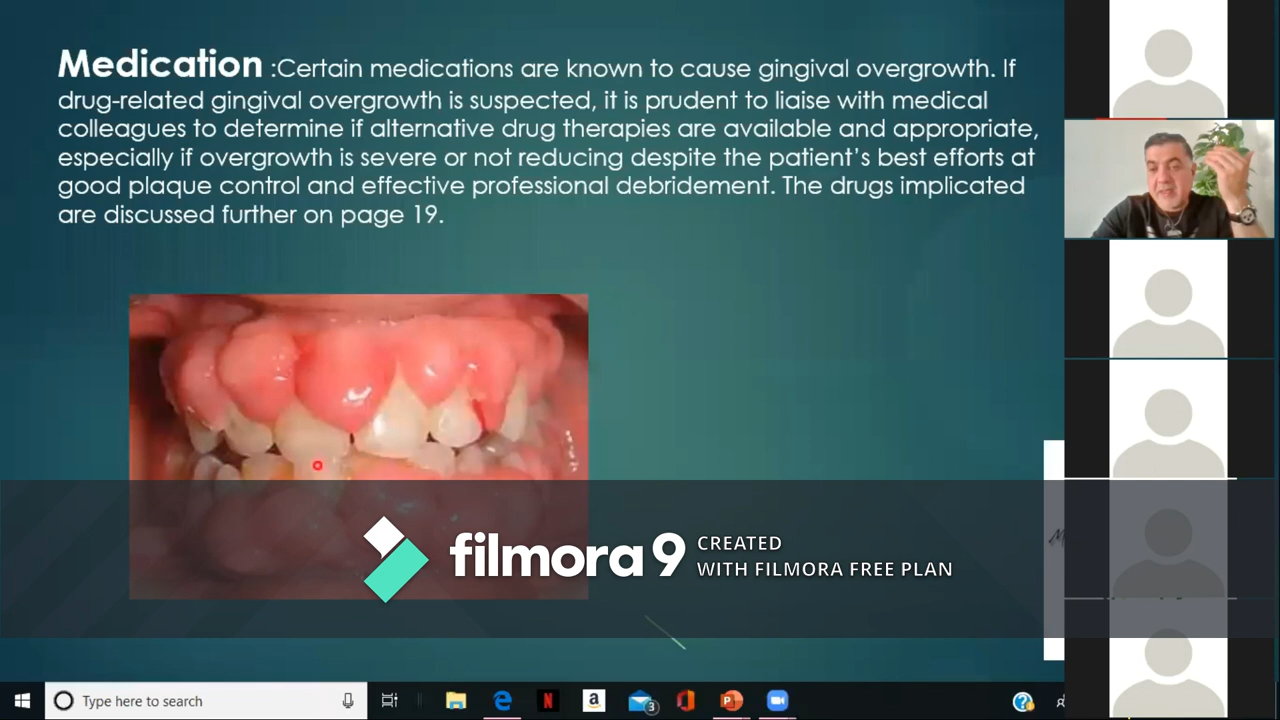 Medication :Certain medications are known to cause gingival overgrowth. If
drug-related gingival overgrowth is suspected, it is prudent to liaise with medical
colleagues to determine if alternative drug therapies are available and appropriate,
especially if overgrowth is severe or not reducing despite the patient’s best efforts at
good plaque control and effective professional debridement. The drugs implicated
are discussed further on page 19.
filmora 9 CREATED
WITH FILMORA FREE PLAN
Type here to search
3